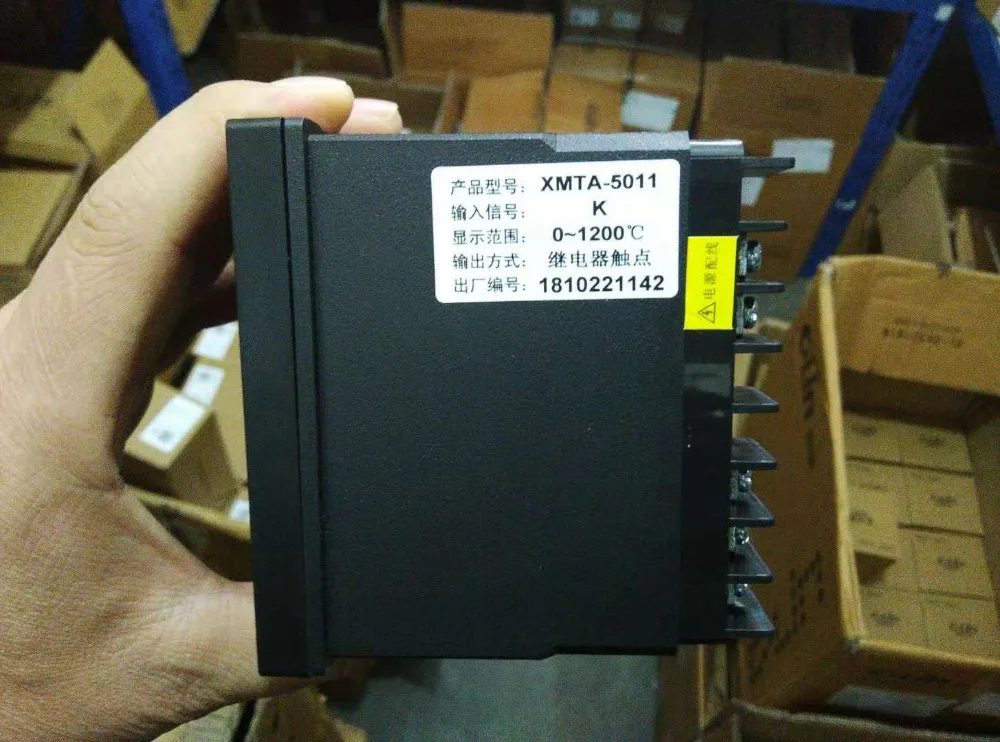 产品型号: XMTA-5011
输入信号: K
显示范围: 0~1200℃
输出方式: 继电器触点
出厂编号: 1810221142
电源配线